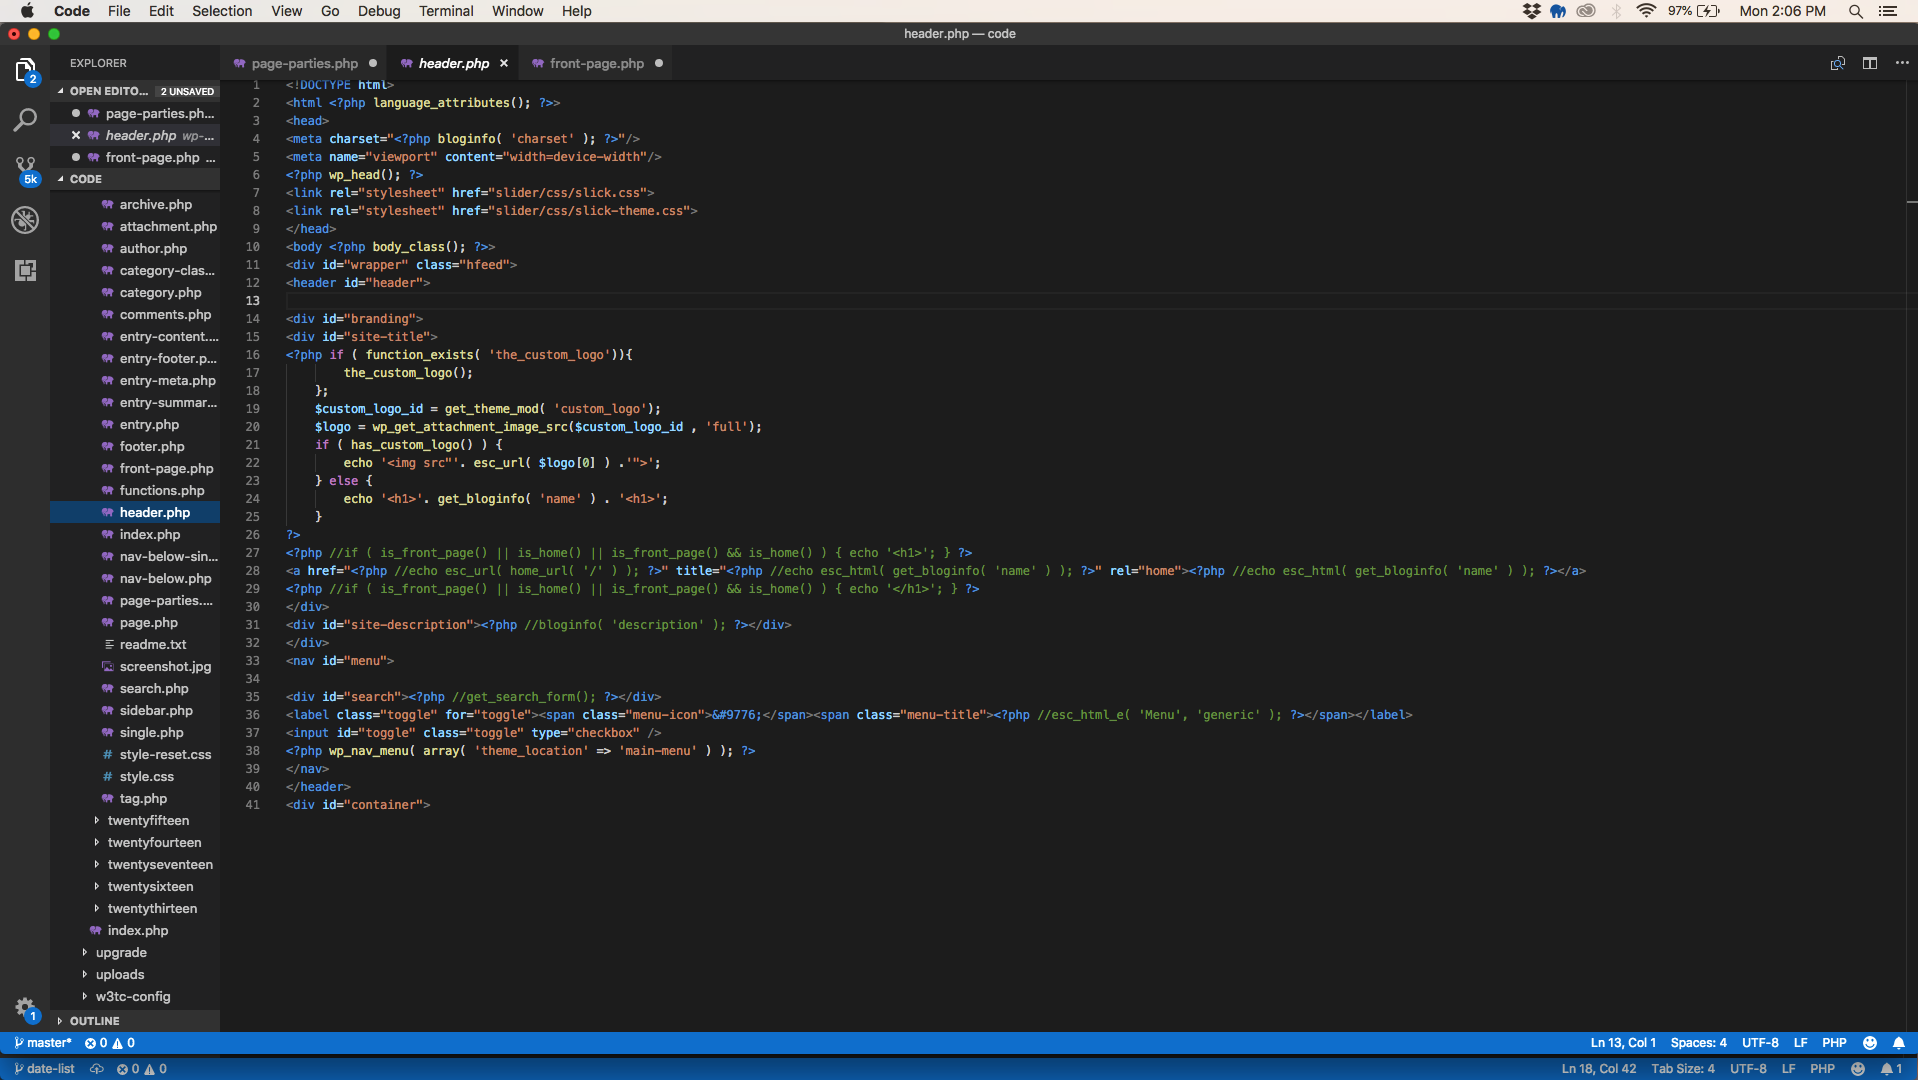 Code File Edit Selection View Go Debug Terminal Window Help 97% Mon 2:06 PM
header.php — code
EXPLORER
page-parties.php header.php front-page.php
OPEN EDITO... 2 UNSAVED
page-parties.ph...
header.php wp-...
front-page.php ...
CODE
archive.php
attachment.php
author.php
category-clas...
category.php
comments.php
entry-content....
entry-footer.p...
entry-meta.php
entry-summar...
entry.php
footer.php
front-page.php
functions.php
header.php
index.php
nav-below-sin...
nav-below.php
page-parties....
page.php
readme.txt
screenshot.jpg
search.php
sidebar.php
single.php
style-reset.css
style.css
tag.php
twentyfifteen
twentyfourteen
twentyseventeen
twentysixteen
twentythirteen
index.php
upgrade
uploads
w3tc-config
OUTLINE
2
5k
1
1 <!DOCTYPE html>
2 <html <?php language_attributes(); ?>>
3 <head>
4 <meta charset="<?php bloginfo( 'charset' ); ?>"/>
5 <meta name="viewport" content="width=device-width"/>
6 <?php wp_head(); ?>
7 <link rel="stylesheet" href="slider/css/slick.css">
8 <link rel="stylesheet" href="slider/css/slick-theme.css">
9 </head>
10 <body <?php body_class(); ?>>
11 <div id="wrapper" class="hfeed">
12 <header id="header">
13
14 <div id="branding">
15 <div id="site-title">
16 <?php if ( function_exists( 'the_custom_logo')){
17 the_custom_logo();
18 };
19 $custom_logo_id = get_theme_mod( 'custom_logo');
20 $logo = wp_get_attachment_image_src($custom_logo_id , 'full');
21 if ( has_custom_logo() ) {
22 echo '<img src"'. esc_url( $logo[0] ) .'">';
23 } else {
24 echo '<h1>'. get_bloginfo( 'name' ) . '<h1>';
25 }
26 ?>
27 <?php //if ( is_front_page() || is_home() || is_front_page() && is_home() ) { echo '<h1>'; } ?>
28 <a href="<?php //echo esc_url( home_url( '/' ) ); ?>" title="<?php //echo esc_html( get_bloginfo( 'name' ) ); ?>" rel="home"><?php //echo esc_html( get_bloginfo( 'name' ) ); ?></a>
29 <?php //if ( is_front_page() || is_home() || is_front_page() && is_home() ) { echo '</h1>'; } ?>
30 </div>
31 <div id="site-description"><?php //bloginfo( 'description' ); ?></div>
32 </div>
33 <nav id="menu">
34
35 <div id="search"><?php //get_search_form(); ?></div>
36 <label class="toggle" for="toggle"><span class="menu-icon">&#9776;</span><span class="menu-title"><?php //esc_html_e( 'Menu', 'generic' ); ?></span></label>
37 <input id="toggle" class="toggle" type="checkbox" />
38 <?php wp_nav_menu( array( 'theme_location' => 'main-menu' ) ); ?>
39 </nav>
40 </header>
41 <div id="container">
master* 0 0 Ln 13, Col 1 Spaces: 4 UTF-8 LF PHP
date-list 0 0 Ln 18, Col 42 Tab Size: 4 UTF-8 LF PHP 1